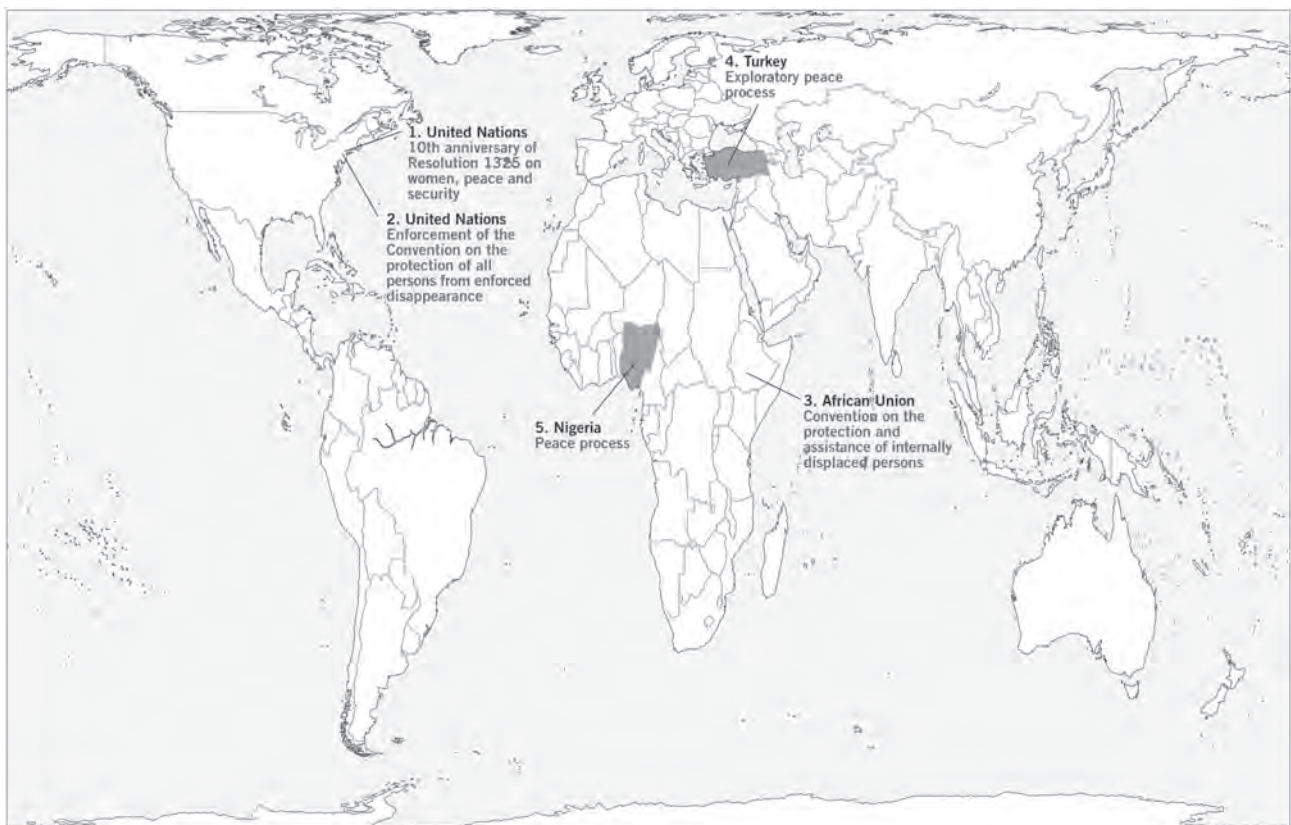 1. United Nations
10th anniversary of
Resolution 1325 on
women, peace and
security
2. United Nations
Enforcement of the
Convention on the
protection of all
persons from enforced
disappearance
3. African Union
Convention on the
protection and
assistance of internally
displaced persons
4. Turkey
Exploratory peace
process
5. Nigeria
Peace process